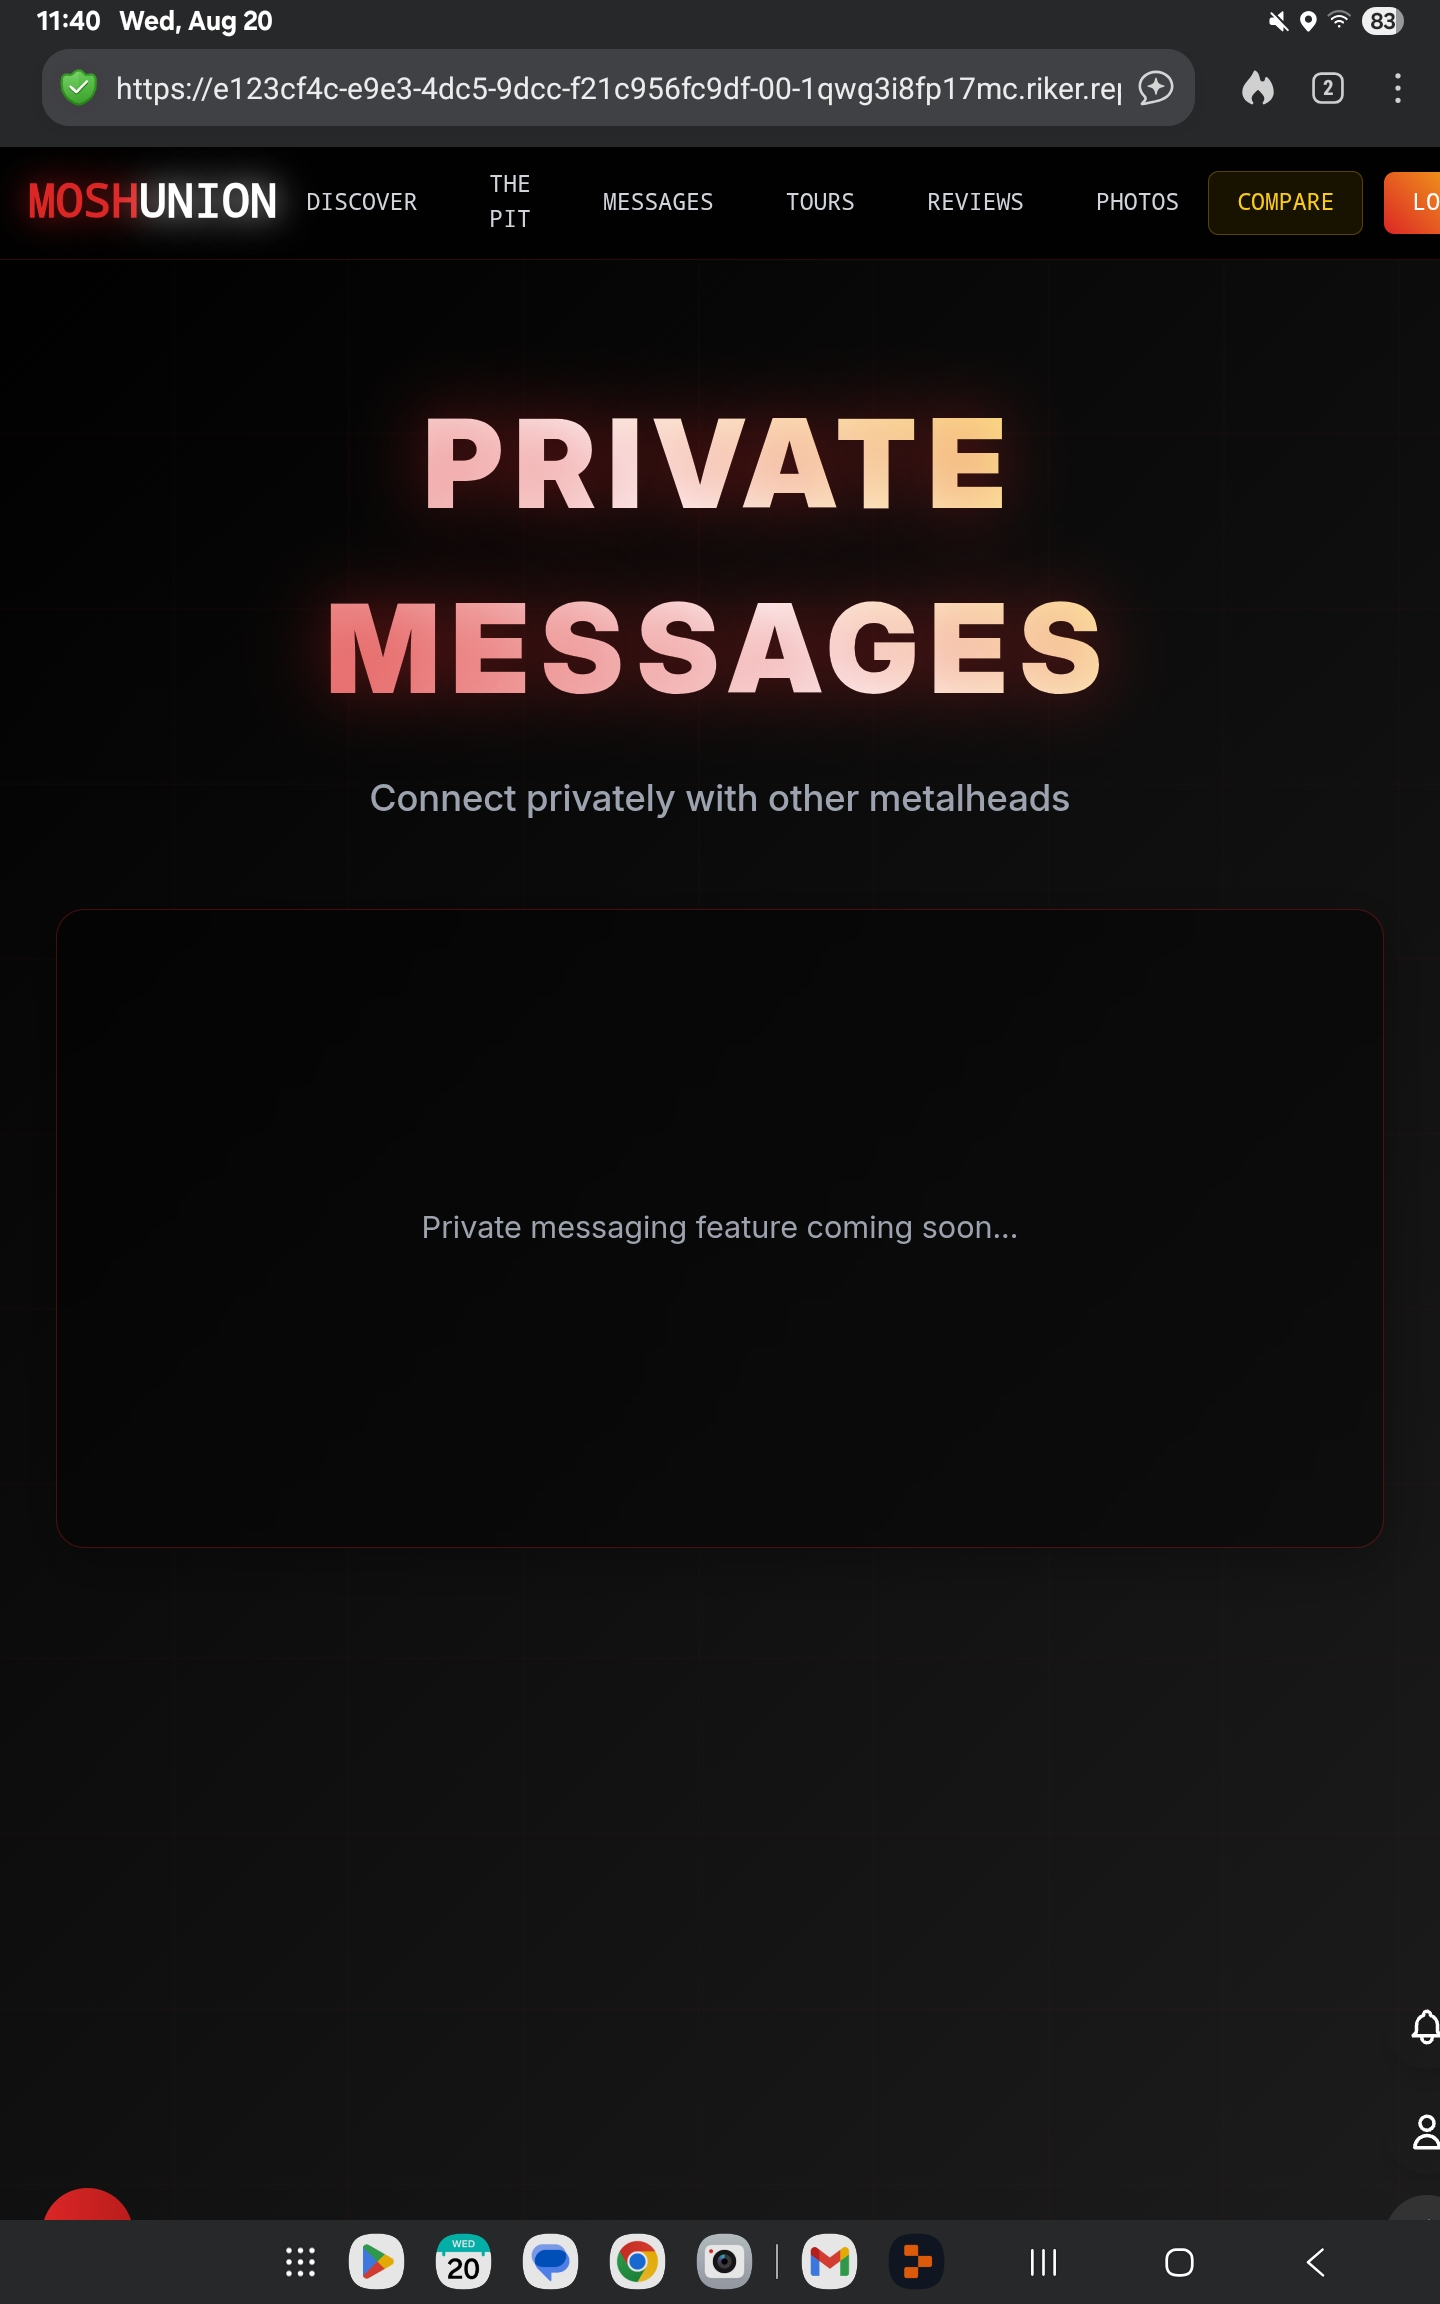 11:40 Wed, Aug 20
83
https://e123cf4c-e9e3-4dc5-9dcc-f21c956fc9df-00-1qwg3i8fp17mc.riker.rep
2
MOSHUNION
DISCOVER
THE
PIT
MESSAGES
TOURS
REVIEWS
PHOTOS
COMPARE
LO
PRIVATE
MESSAGES
Connect privately with other metalheads
Private messaging feature coming soon...
WED
20